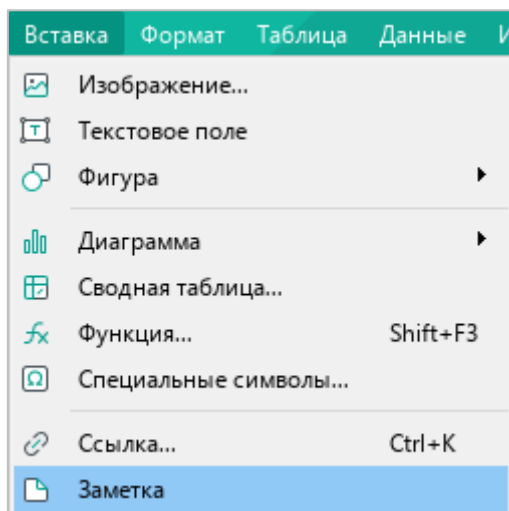 Вставка Формат Таблица Данные И
Изображение...
Текстовое поле
Фигура
Диаграмма
Сводная таблица...
Функция... Shift+F3
Специальные символы...
Ссылка... Ctrl+K
Заметка